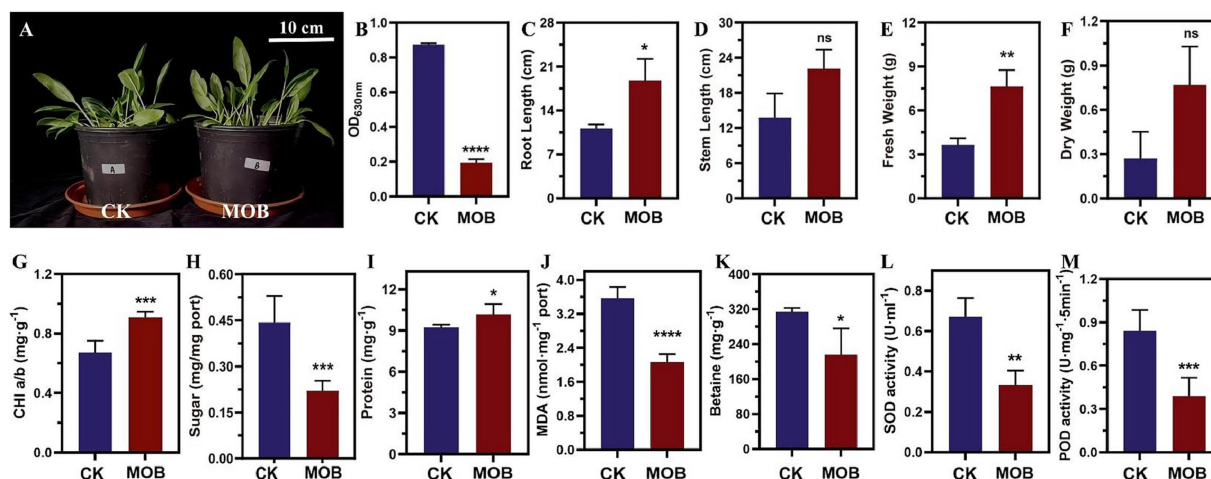 A
10 cm
A
B
CK
MOB
B
OD630nm
0.8
0.6
0.4
0.2
0.0
****
CK MOB
C
Root Length (cm)
28
21
14
7
0
*
CK MOB
D
Stem Length (cm)
30
24
18
12
6
0
ns
CK MOB
E
Fresh Weight (g)
12
9
6
3
0
**
CK MOB
F
Dry Weight (g)
1.2
0.9
0.6
0.3
0.0
ns
CK MOB
G
CHI a/b (mg·g-1)
1.2
0.9
0.6
0.3
0.0
***
CK MOB
H
Sugar (mg/mg port)
0.60
0.45
0.30
0.15
0.00
***
CK MOB
I
Protein (mg·g-1)
12
9
6
3
0
*
CK MOB
J
MDA (nmol·mg-1 port)
3.6
2.7
1.8
0.9
0.0
****
CK MOB
K
Betaine (mg·g-1)
400
320
240
160
80
0
*
CK MOB
L
SOD activity (U·ml-1)
0.8
0.6
0.4
0.2
0.0
**
CK MOB
M
POD activity (U·mg-1·5min-1)
1.2
0.9
0.6
0.3
0.0
***
CK MOB